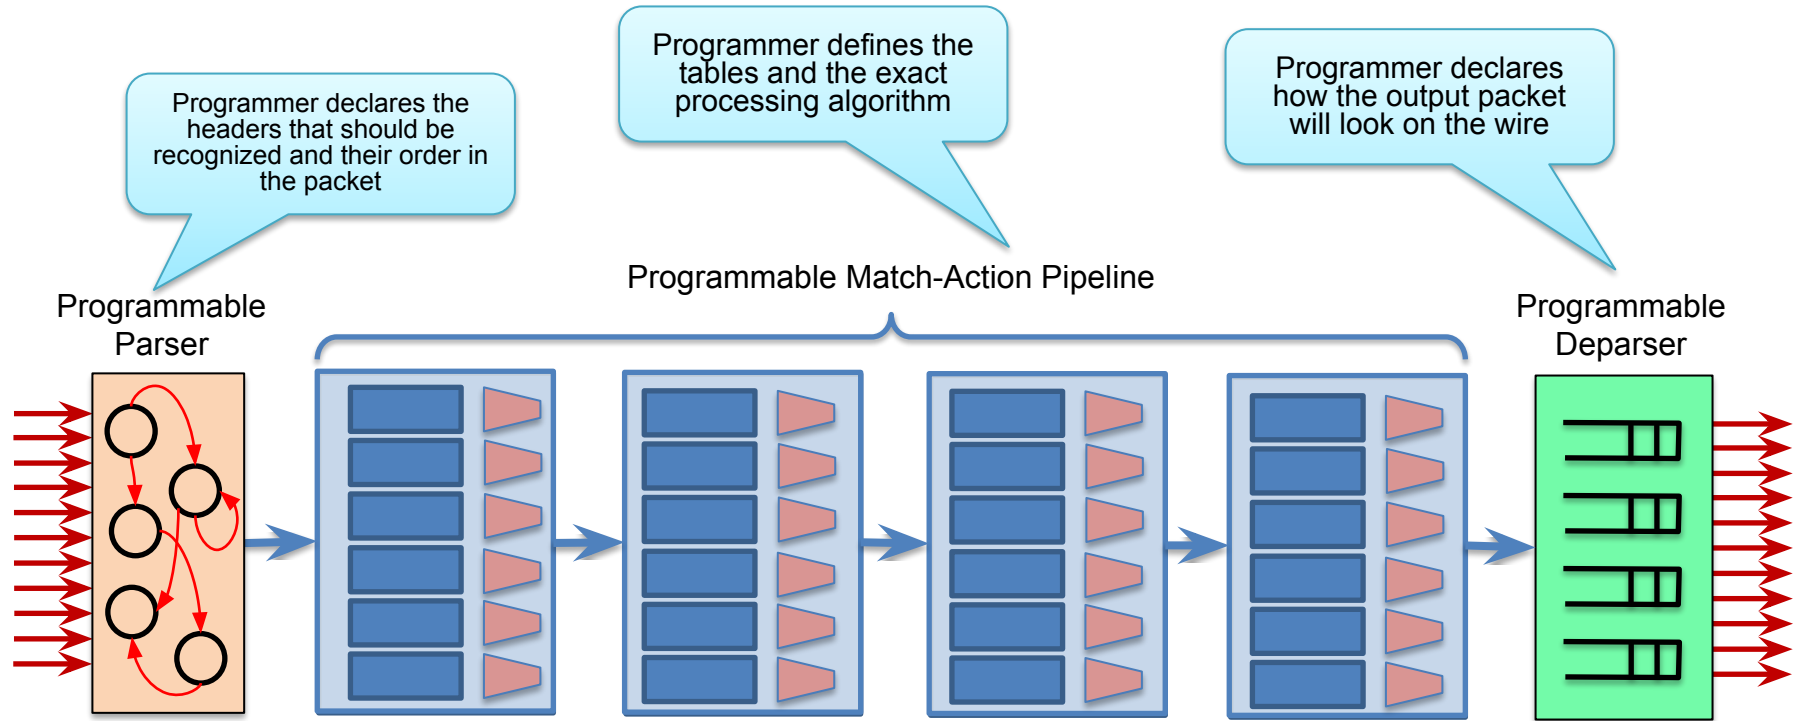 Programmer declares the
headers that should be
recognized and their order in
the packet
Programmer defines the
tables and the exact
processing algorithm
Programmer declares
how the output packet
will look on the wire
Programmable Match-Action Pipeline
Programmable
Parser
Programmable
Deparser